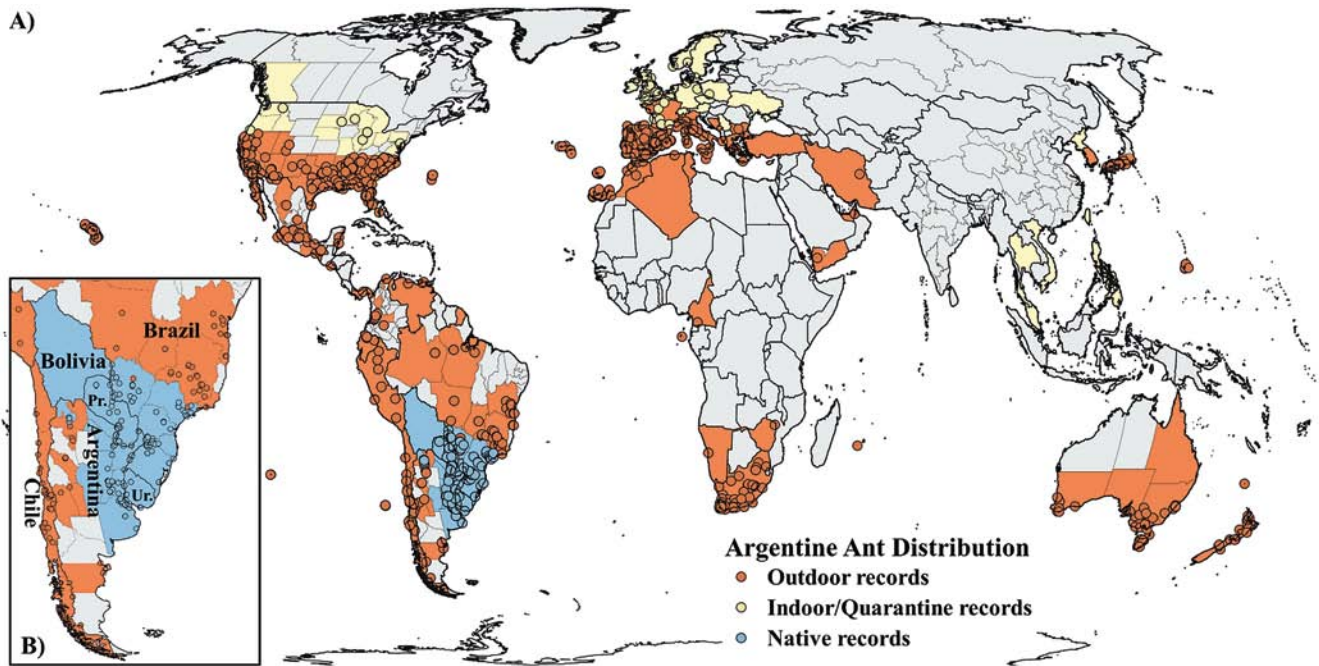 A)
Brazil
Bolivia
Pr.
Argentina
Ur.
Chile
B)
Argentine Ant Distribution
Outdoor records
Indoor/Quarantine records
Native records